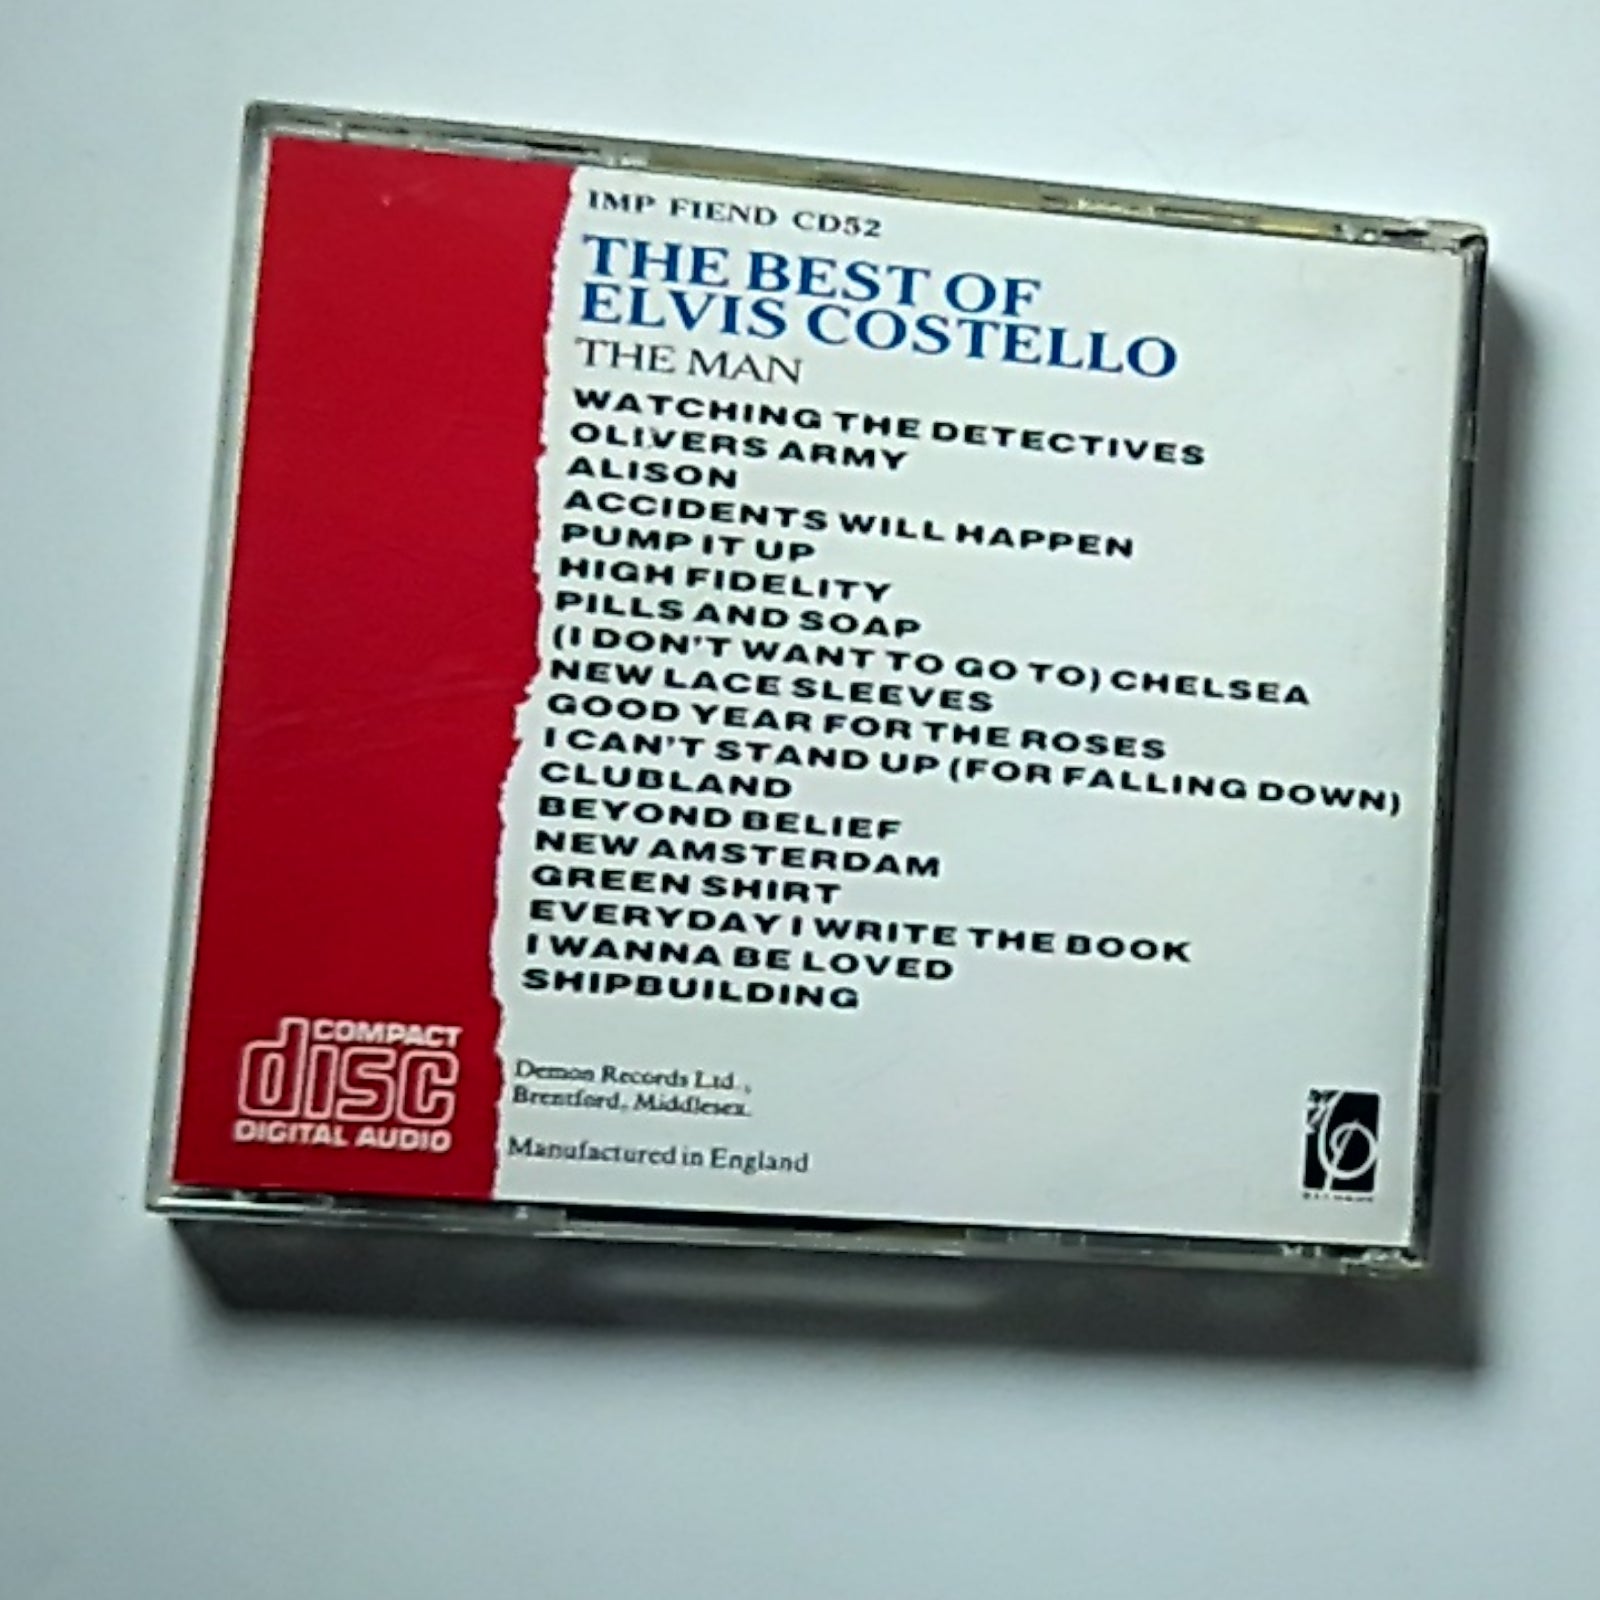 IMP FIEND CD52
THE BEST OF
ELVIS COSTELLO
THE MAN
WATCHING THE DETECTIVES
OLIVERS ARMY
ALISON
ACCIDENTS WILL HAPPEN
PUMP IT UP
HIGH FIDELITY
PILLS AND SOAP
(I DON'T WANT TO GO TO) CHELSEA
NEW LACE SLEEVES
GOOD YEAR FOR THE ROSES
I CAN'T STAND UP (FOR FALLING DOWN)
CLUBLAND
BEYOND BELIEF
NEW AMSTERDAM
GREEN SHIRT
EVERYDAY I WRITE THE BOOK
I WANNA BE LOVED
SHIPBUILDING
COMPACT
disc
DIGITAL AUDIO
Demon Records Ltd.,
Brentford, Middlesex.
Manufactured in England